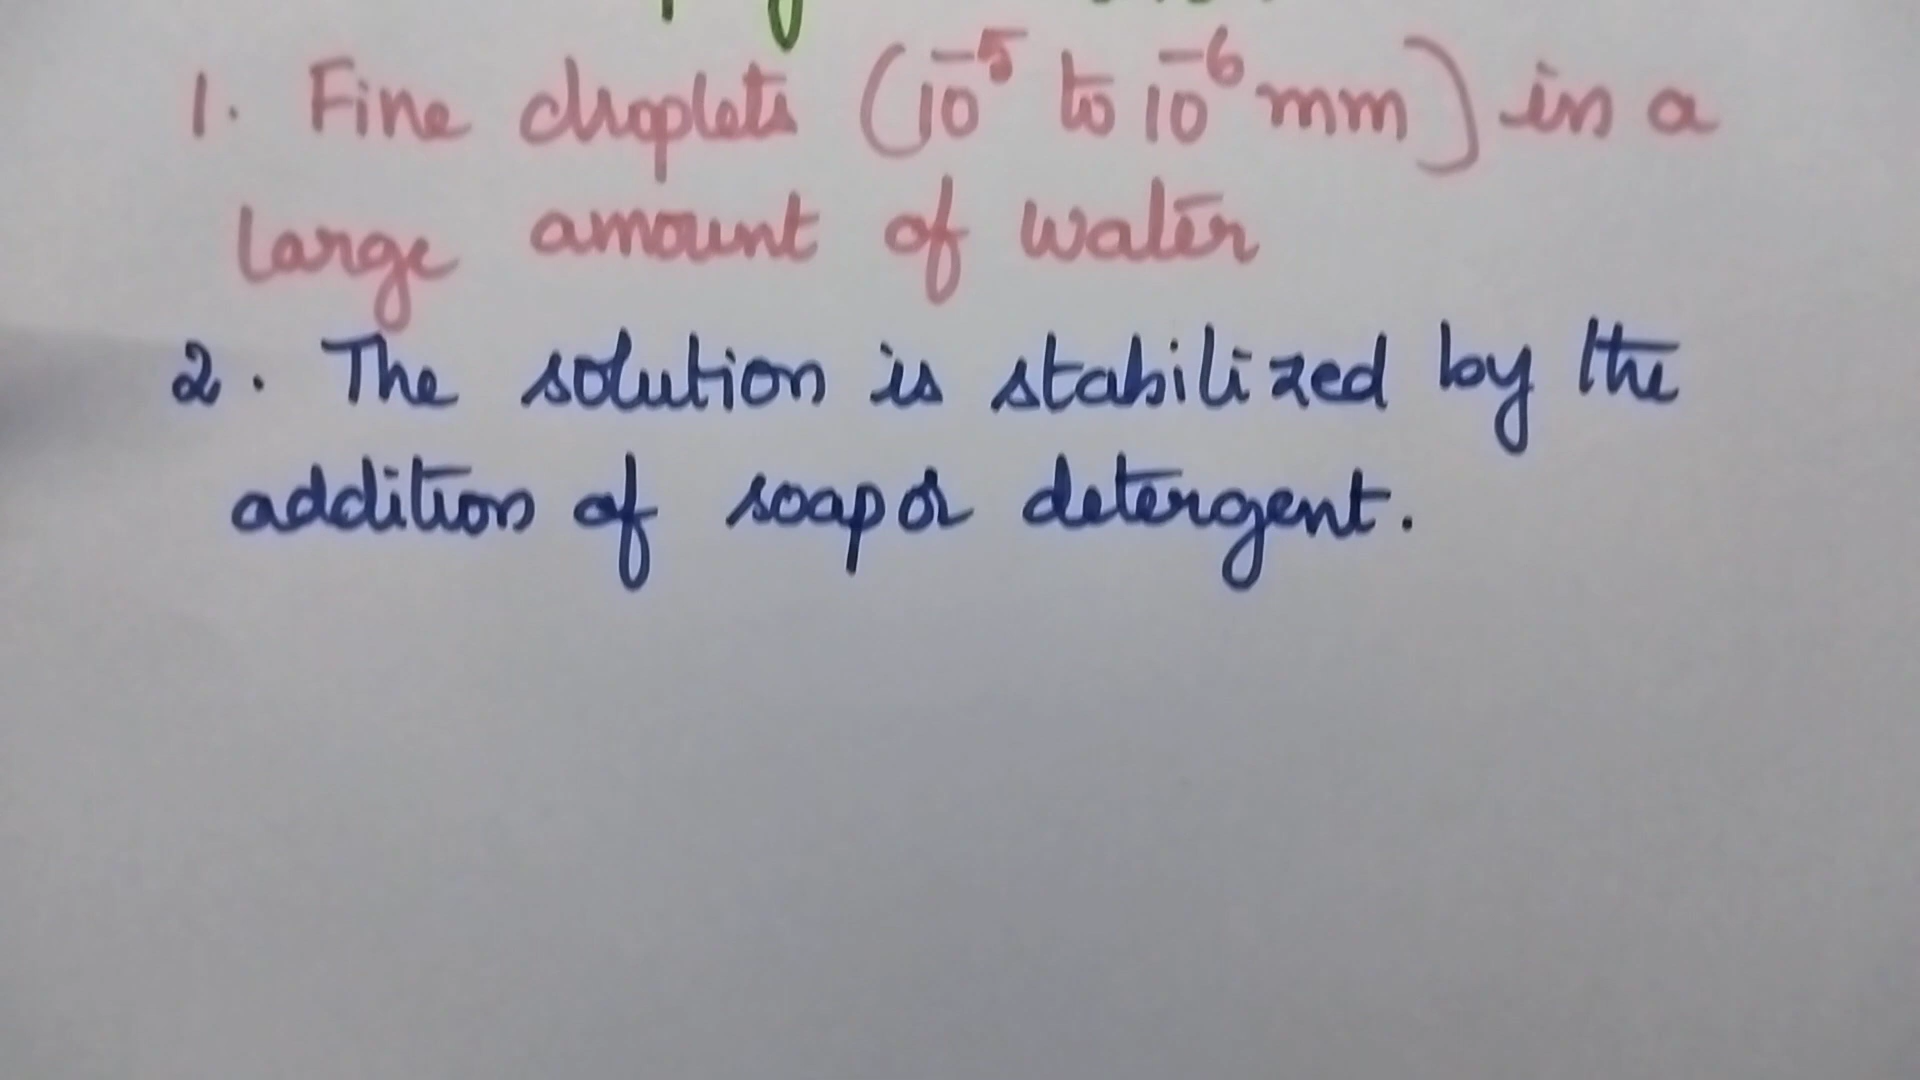 1. Fine droplets (10⁻⁵ to 10⁻⁶ mm) in a
large amount of water
2. The solution is stabilized by the
addition of soap or detergent.